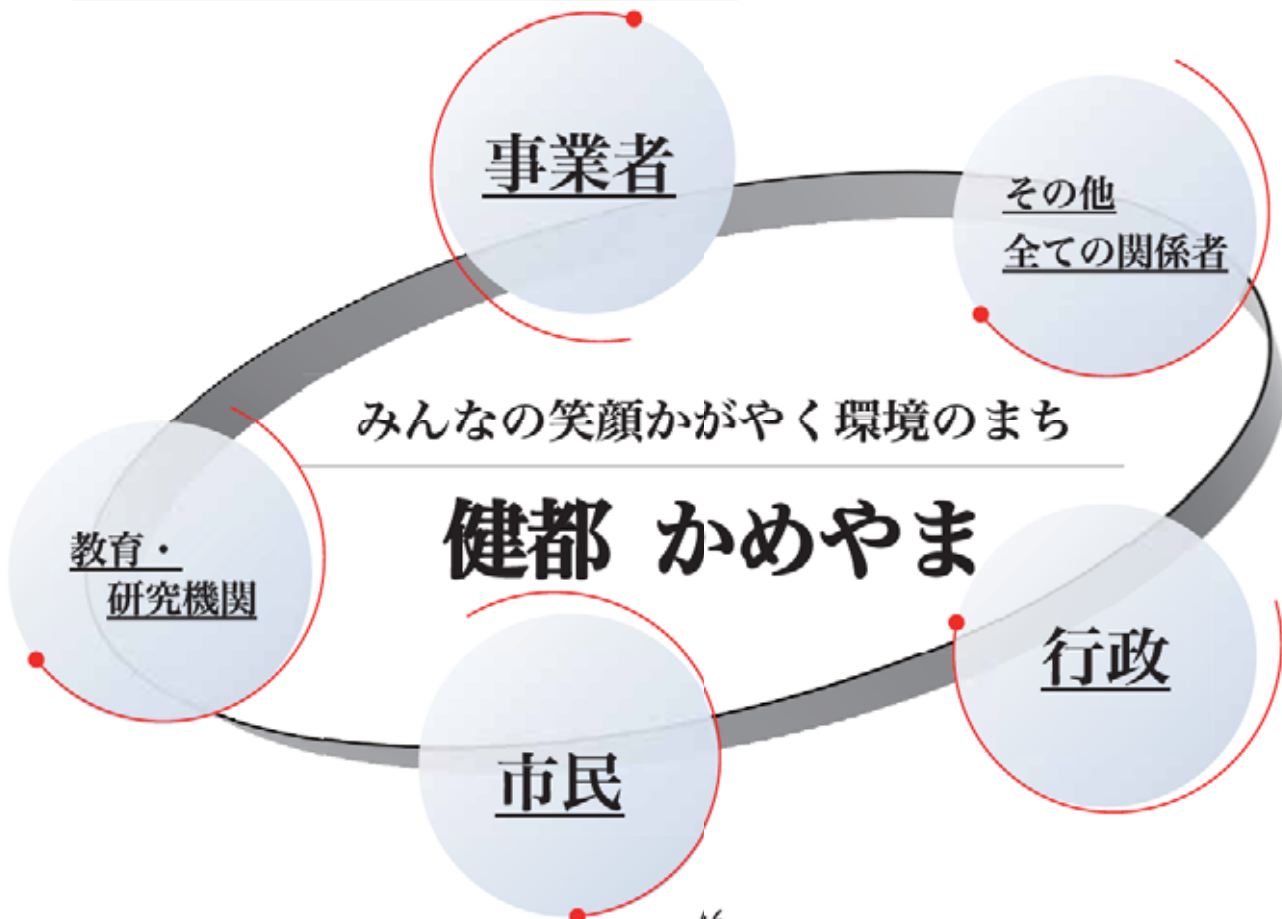 事業者
その他
全ての関係者
みんなの笑顔かがやく環境のまち
健都 かめやま
教育・
研究機関
行政
市民